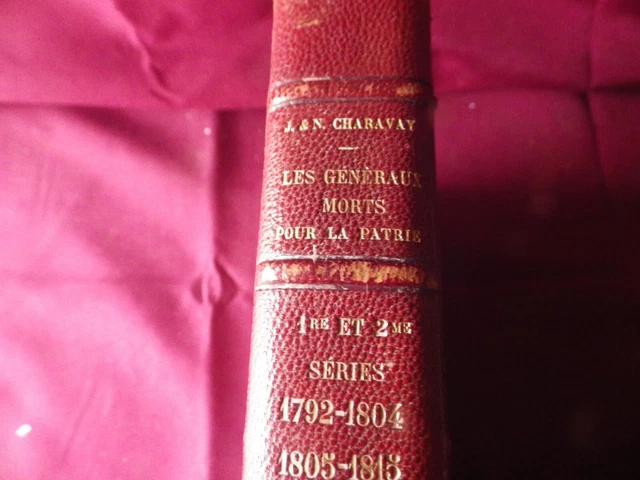 J. & N. CHARAVAY
LES GÉNÉRAUX
MORTS
POUR LA PATRIE
1RE ET 2ME
SÉRIES
1792-1804
1805-1815